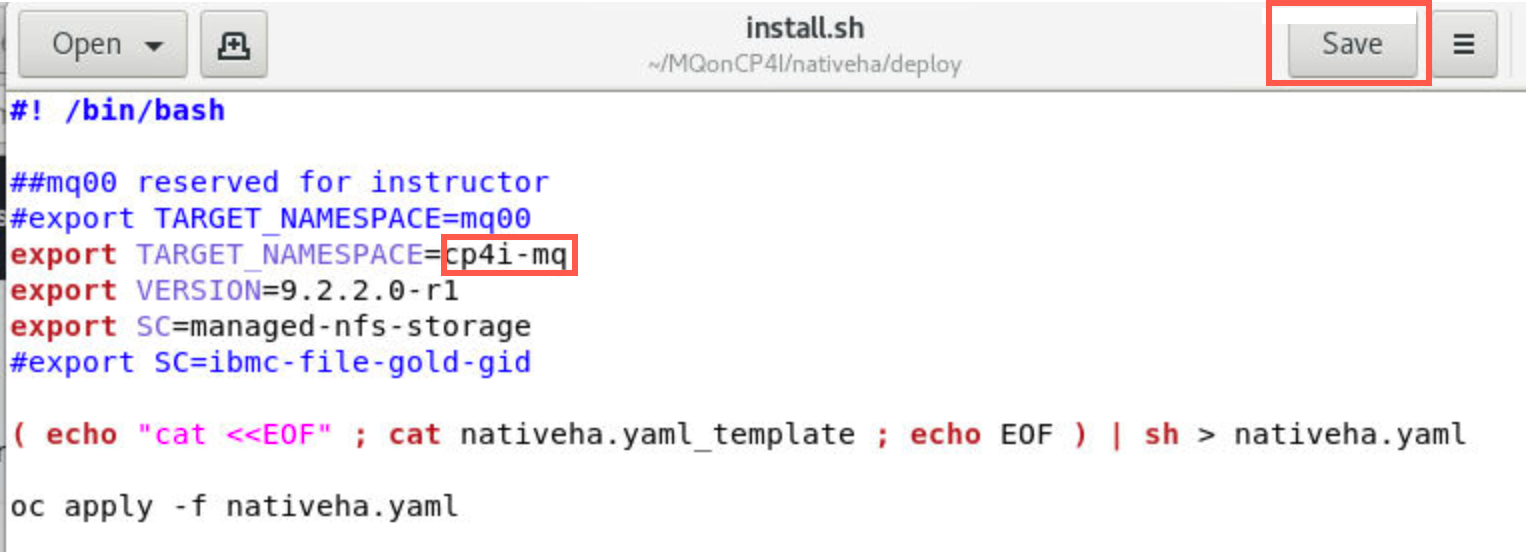 Open
install.sh
~/MQonCP4I/nativeha/deploy
Save
#! /bin/bash
##mq00 reserved for instructor
#export TARGET_NAMESPACE=mq00
export TARGET_NAMESPACE=cp4i-mq
export VERSION=9.2.2.0-r1
export SC=managed-nfs-storage
#export SC=ibmc-file-gold-gid
( echo "cat <<EOF" ; cat nativeha.yaml_template ; echo EOF ) | sh > nativeha.yaml
oc apply -f nativeha.yaml